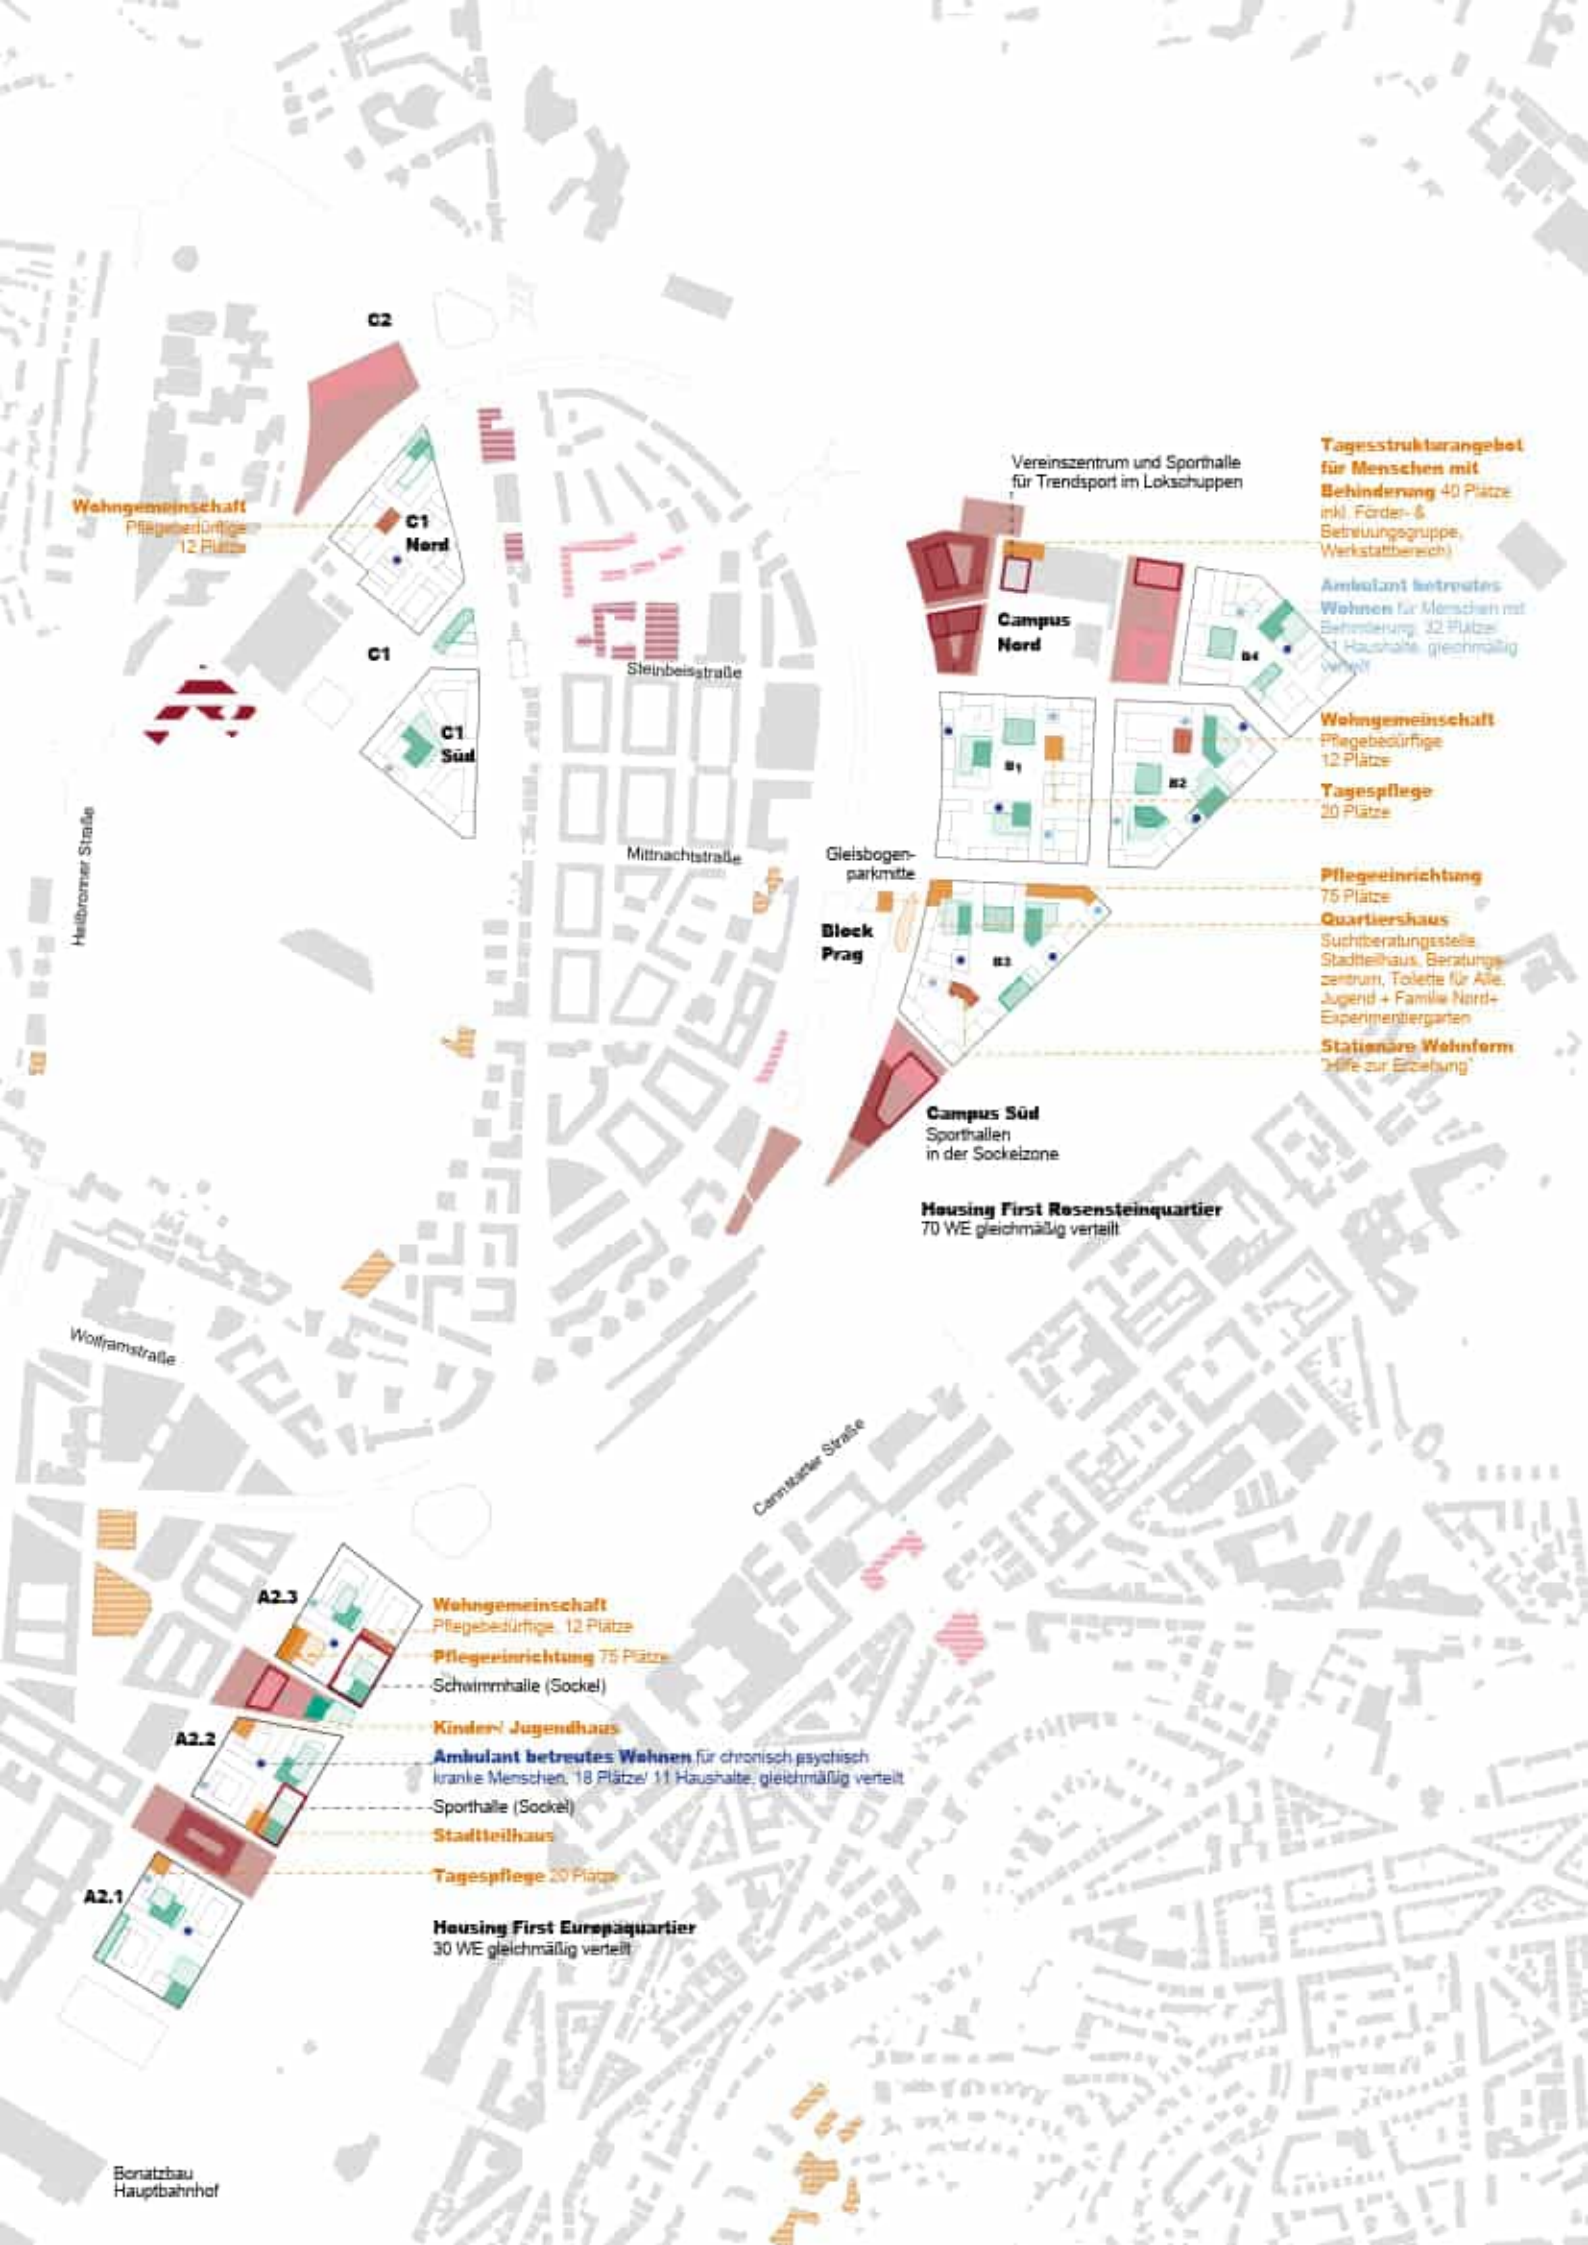 C2
Wohngemeinschaft
Pflegebedürftige
12 Plätze
C1
Nord
C1
C1
Süd
Steinbeisstraße
Mittnachtstraße
Heilbronner Straße
Vereinszentrum und Sporthalle
für Trendsport im Lokschuppen
Campus
Nord
B4
B1
B2
Gleisbogen-
parkmitte
Block
Prag
B3
Campus Süd
Sporthallen
in der Sockelzone
Housing First Rosensteinquartier
70 WE gleichmäßig verteilt
Tagesstrukturangebot
für Menschen mit
Behinderung 40 Plätze
inkl. Förder- &
Betreuungsgruppe,
Werkstattbereich)
Ambulant betreutes
Wohnen für Menschen mit
Behinderung, 32 Plätze/
11 Haushalte, gleichmäßig
verteilt
Wohngemeinschaft
Pflegebedürftige
12 Plätze
Tagespflege
20 Plätze
Pflegeeinrichtung
75 Plätze
Quartiershaus
Suchtberatungsstelle,
Stadtteilhaus, Beratungs-
zentrum, Toilette für Alle,
Jugend + Familie Nord+
Experimentiergarten
Stationäre Wohnform
"Hilfe zur Erziehung"
Wolframstraße
Cannstatter Straße
A2.3
Wohngemeinschaft
Pflegebedürftige, 12 Plätze
Pflegeeinrichtung 75 Plätze
Schwimmhalle (Sockel)
Kinder-/ Jugendhaus
A2.2
Ambulant betreutes Wohnen für chronisch psychisch
kranke Menschen, 18 Plätze/ 11 Haushalte, gleichmäßig verteilt
Sporthalle (Sockel)
Stadtteilhaus
Tagespflege 20 Plätze
A2.1
Housing First Europaquartier
30 WE gleichmäßig verteilt
Bonatzbau
Hauptbahnhof